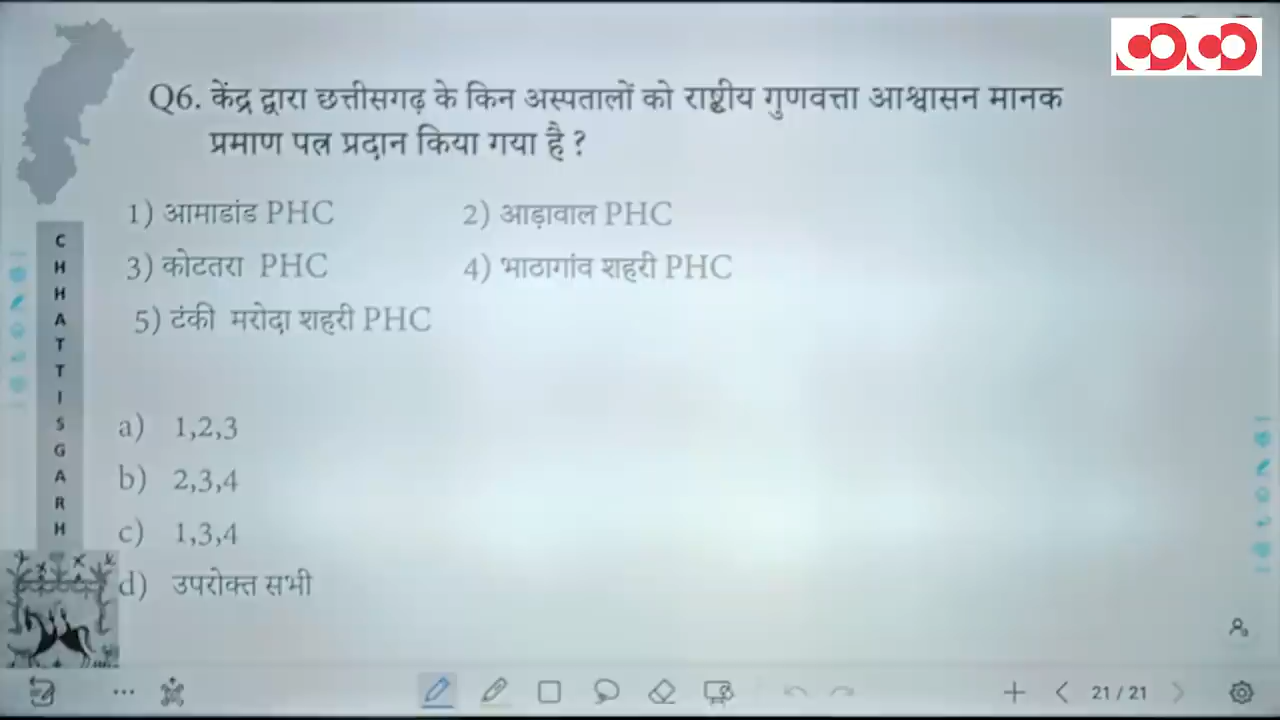 Q6. केंद्र द्वारा छत्तीसगढ़ के किन अस्पतालों को राष्ट्रीय गुणवत्ता आश्वासन मानक
प्रमाण पत्र प्रदान किया गया है ?
1) आमाडांड PHC
2) आड़ावाल PHC
3) कोटतरा PHC
4) भाठागांव शहरी PHC
5) टंकी मरोदा शहरी PHC
a) 1,2,3
b) 2,3,4
c) 1,3,4
d) उपरोक्त सभी
CHHATTISGARH
21 / 21